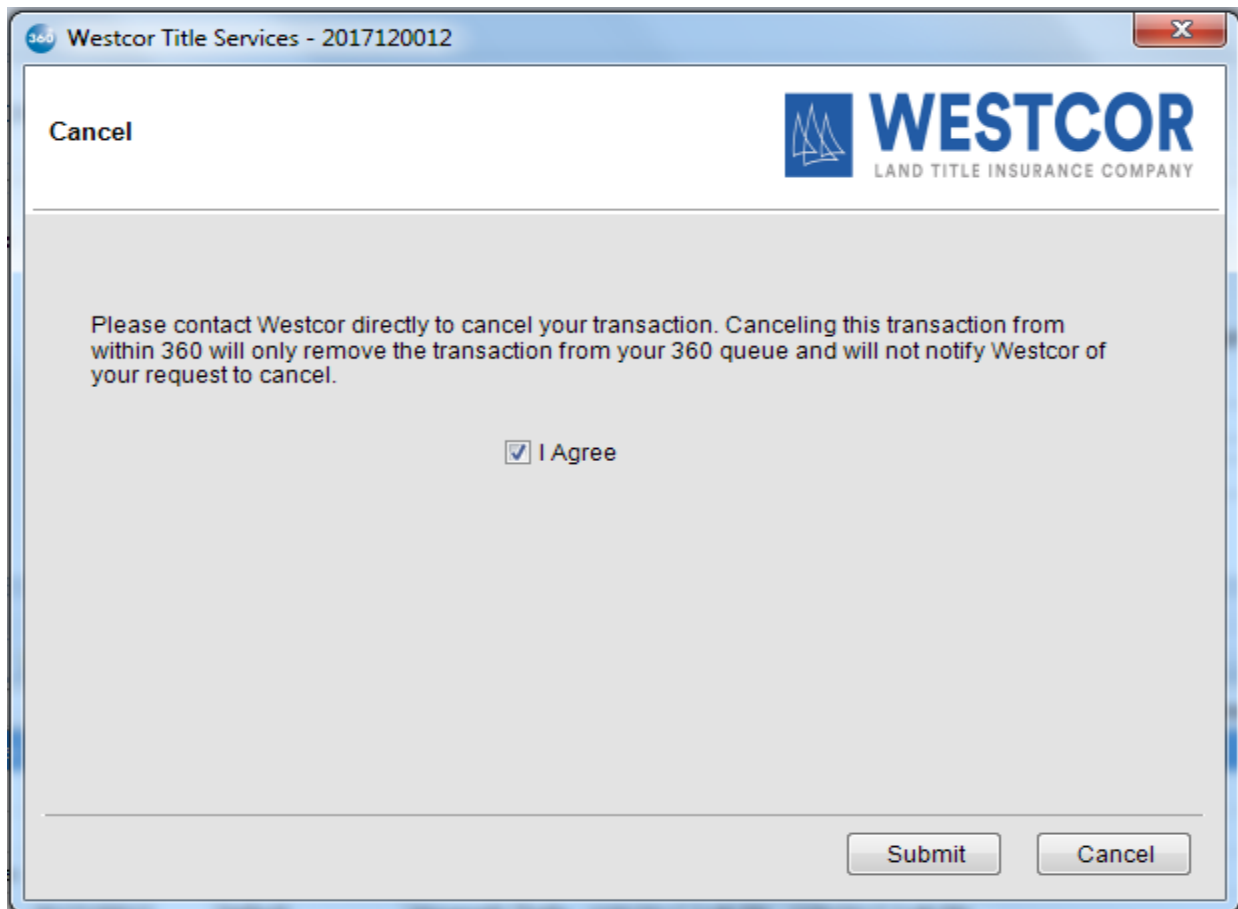 360 Westcor Title Services - 2017120012
X
Cancel
WESTCOR
LAND TITLE INSURANCE COMPANY
Please contact Westcor directly to cancel your transaction. Canceling this transaction from
within 360 will only remove the transaction from your 360 queue and will not notify Westcor of
your request to cancel.
I Agree
Submit Cancel